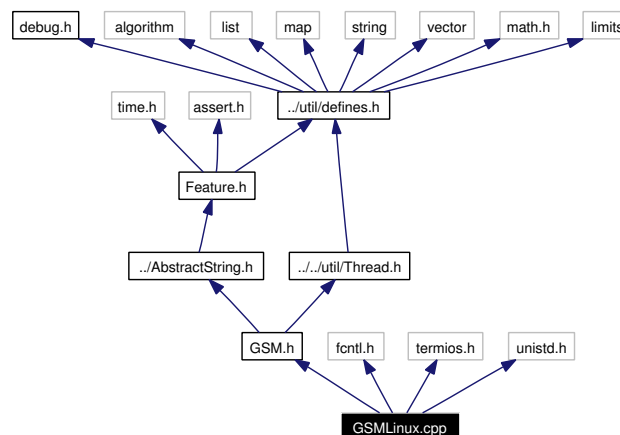 debug.h algorithm list map string vector math.h limits
time.h assert.h ../util/defines.h
Feature.h
../AbstractString.h ../../util/Thread.h
GSM.h fcntl.h termios.h unistd.h
GSMLinux.cpp